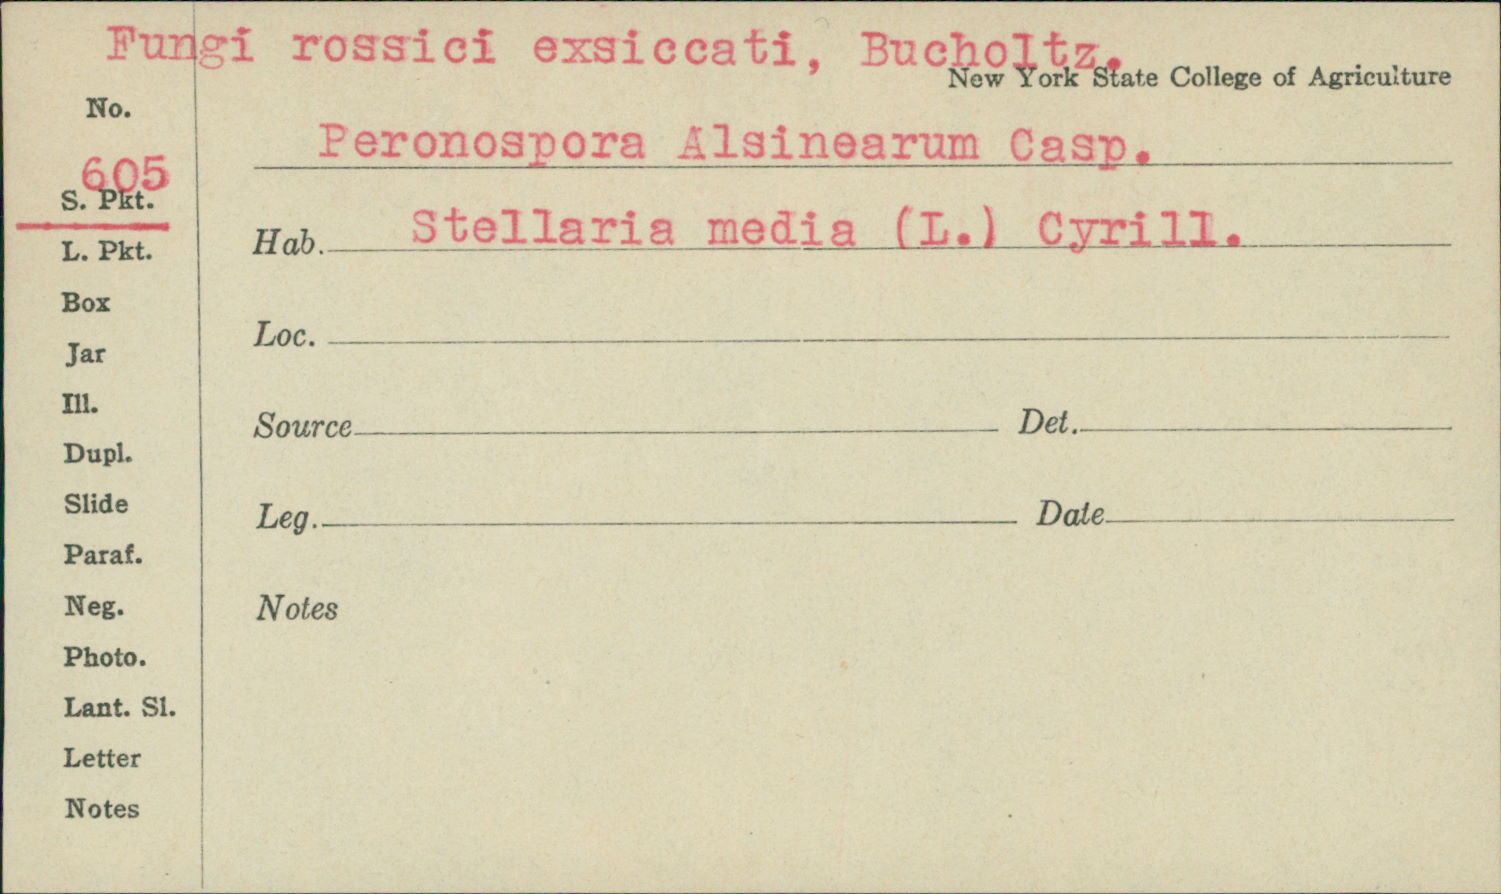 Fungi rossici exsiccati, Bucholtz.
New York State College of Agriculture
No.
605
Peronospora Alsinearum Casp.
S. Pkt.
Hab. Stellaria media (L.) Cyrill.
L. Pkt.
Box
Loc.
Jar
Ill.
Source Det.
Dupl.
Slide
Leg. Date
Paraf.
Neg.
Notes
Photo.
Lant. Sl.
Letter
Notes